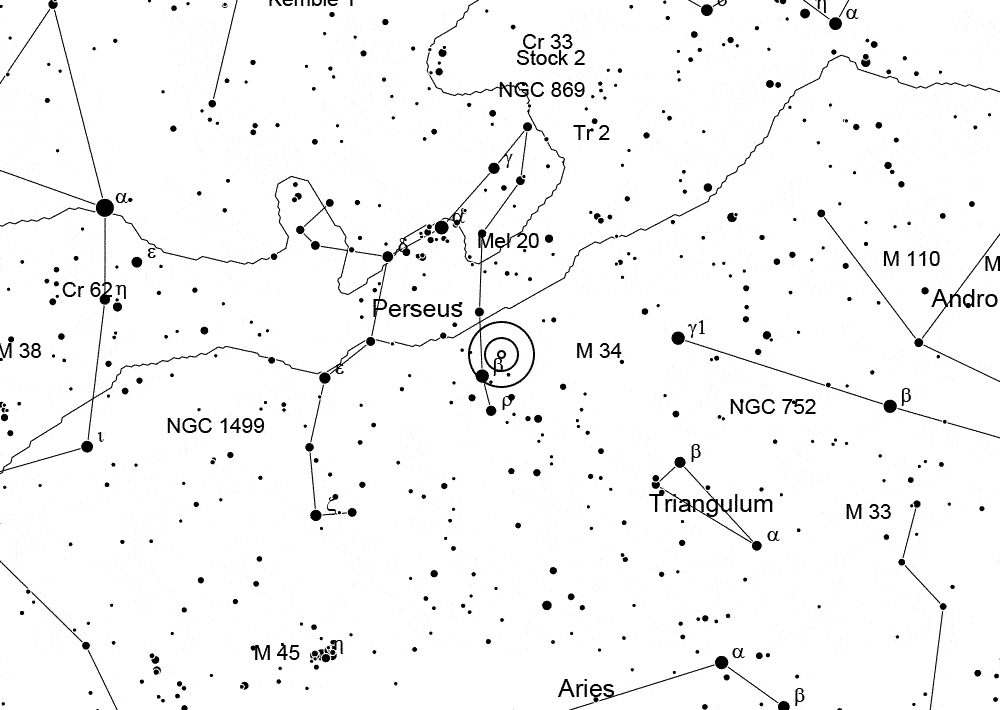 Kemble 1
δ
η
α
Cr 33
Stock 2
NGC 869
Tr 2
γ
α
α
δ
Mel 20
ε
M 110
M
Cr 62 η
Andro
Perseus
γ1
M 38
M 34
β
ε
β
ρ
NGC 752
NGC 1499
ι
β
Triangulum
M 33
ζ
α
M 45
η
α
Aries
β